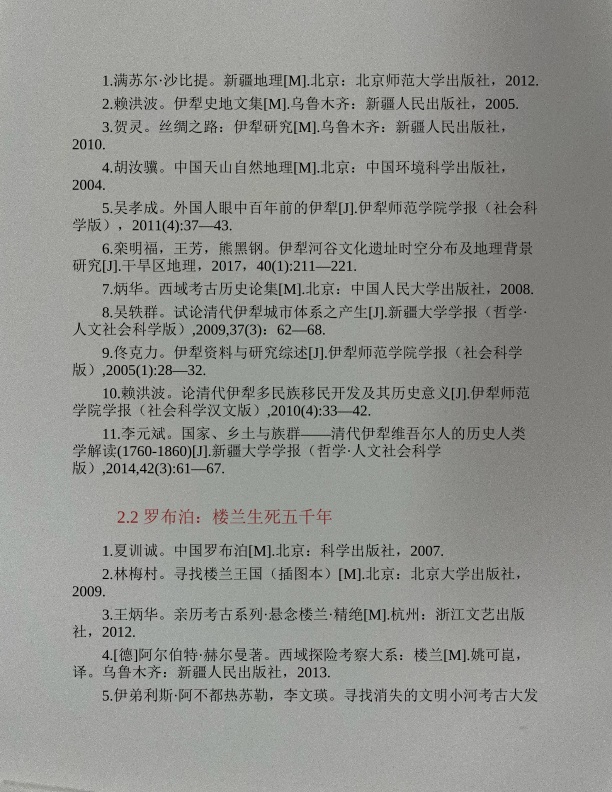 1.满苏尔·沙比提。新疆地理[M].北京：北京师范大学出版社，2012.
2.赖洪波。伊犁史地文集[M].乌鲁木齐：新疆人民出版社，2005.
3.贺灵。丝绸之路：伊犁研究[M].乌鲁木齐：新疆人民出版社，
2010.
4.胡汝骥。中国天山自然地理[M].北京：中国环境科学出版社，
2004.
5.吴孝成。外国人眼中百年前的伊犁[J].伊犁师范学院学报（社会科
学版），2011(4):37—43.
6.栾明福，王芳，熊黑钢。伊犁河谷文化遗址时空分布及地理背景
研究[J].干旱区地理，2017，40(1):211—221.
7.炳华。西域考古历史论集[M].北京：中国人民大学出版社，2008.
8.吴轶群。试论清代伊犁城市体系之产生[J].新疆大学学报（哲学·
人文社会科学版）,2009,37(3)：62—68.
9.佟克力。伊犁资料与研究综述[J].伊犁师范学院学报（社会科学
版）,2005(1):28—32.
10.赖洪波。论清代伊犁多民族移民开发及其历史意义[J].伊犁师范
学院学报（社会科学汉文版）,2010(4):33—42.
11.李元斌。国家、乡土与族群——清代伊犁维吾尔人的历史人类
学解读(1760-1860)[J].新疆大学学报（哲学·人文社会科学
版）,2014,42(3):61—67.
2.2 罗布泊：楼兰生死五千年
1.夏训诚。中国罗布泊[M].北京：科学出版社，2007.
2.林梅村。寻找楼兰王国（插图本）[M].北京：北京大学出版社，
2009.
3.王炳华。亲历考古系列·悬念楼兰·精绝[M].杭州：浙江文艺出版
社，2012.
4.[德]阿尔伯特·赫尔曼著。西域探险考察大系：楼兰[M].姚可崑，
译。乌鲁木齐：新疆人民出版社，2013.
5.伊弟利斯·阿不都热苏勒，李文瑛。寻找消失的文明小河考古大发